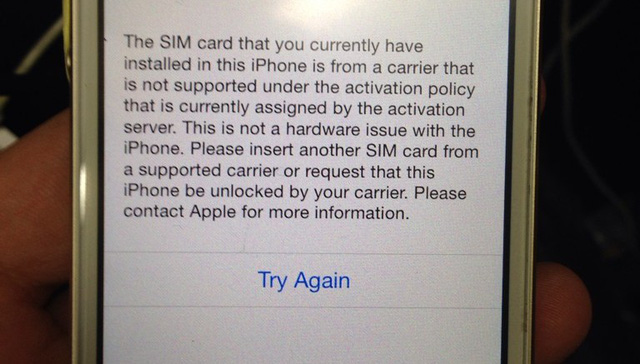 The SIM card that you currently have
installed in this iPhone is from a carrier that
is not supported under the activation policy
that is currently assigned by the activation
server. This is not a hardware issue with the
iPhone. Please insert another SIM card from
a supported carrier or request that this
iPhone be unlocked by your carrier. Please
contact Apple for more information.
Try Again